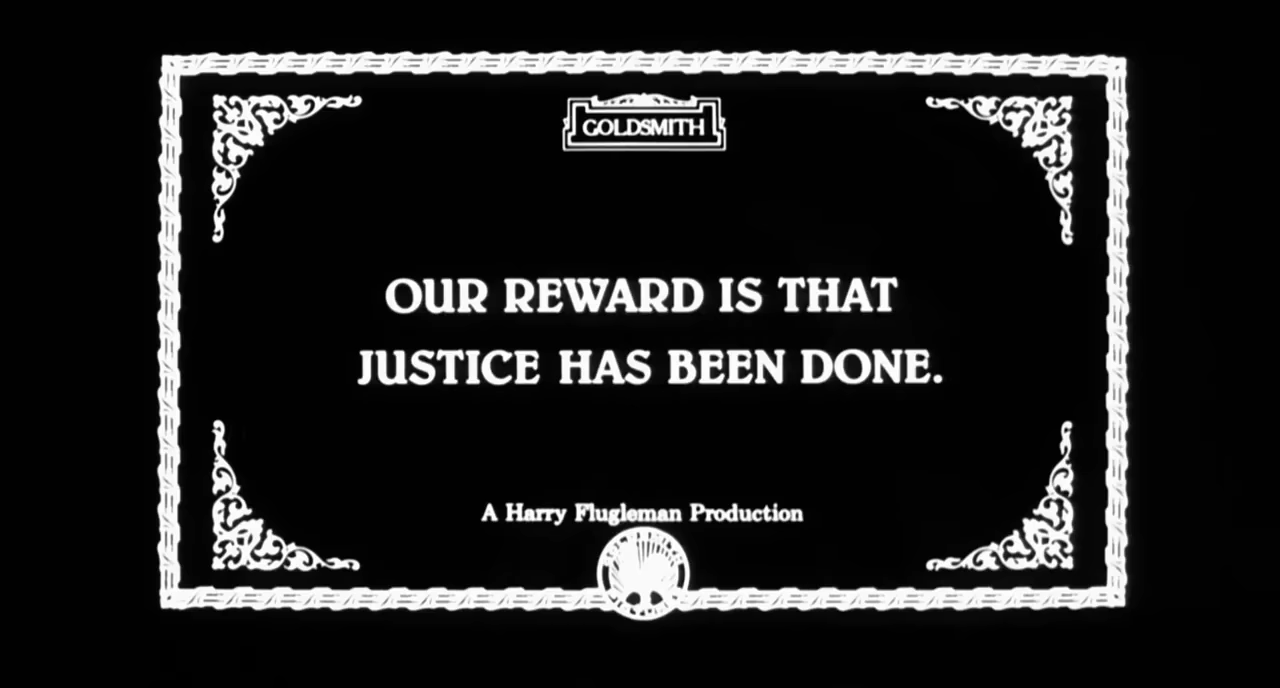 GOLDSMITH
OUR REWARD IS THAT
JUSTICE HAS BEEN DONE.
A Harry Flugleman Production